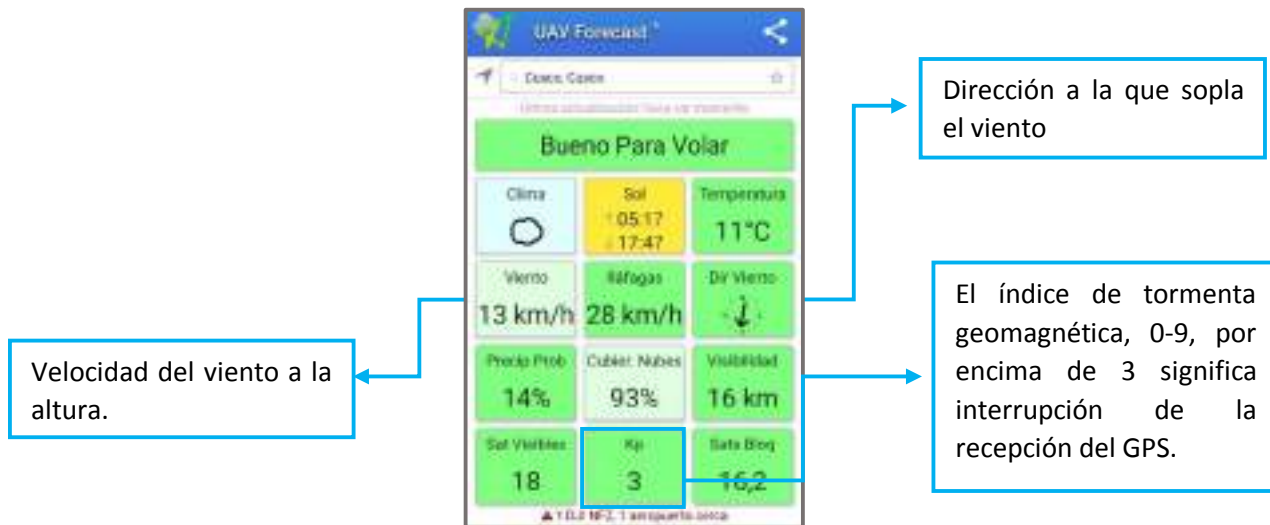 UAV Forecast
Cusco, Cusco
Bueno Para Volar
Clima
Sol
Temperatura
05:17
17:47
11°C
Viento
Ráfagas
Dir Viento
13 km/h
28 km/h
Precip Prob
Cubier. Nubes
Visibilidad
14%
93%
16 km
Sat Visibles
Kp
Sats Bloq
18
3
16,2
Velocidad del viento a la
altura.
Dirección a la que sopla
el viento
El índice de tormenta
geomagnética, 0-9, por
encima de 3 significa
interrupción de la
recepción del GPS.